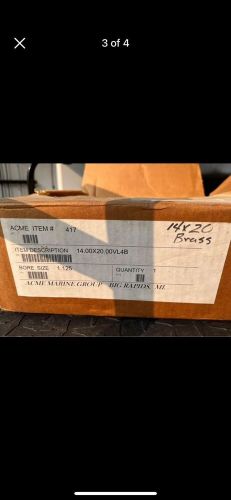 3 of 4
ACME ITEM # 417
14x20
Brass
ITEM DESCRIPTION 14.00X20.00VL4B
BORE SIZE 1.125 QUANTITY 1
ACME MARINE GROUP BIG RAPIDS, MI.